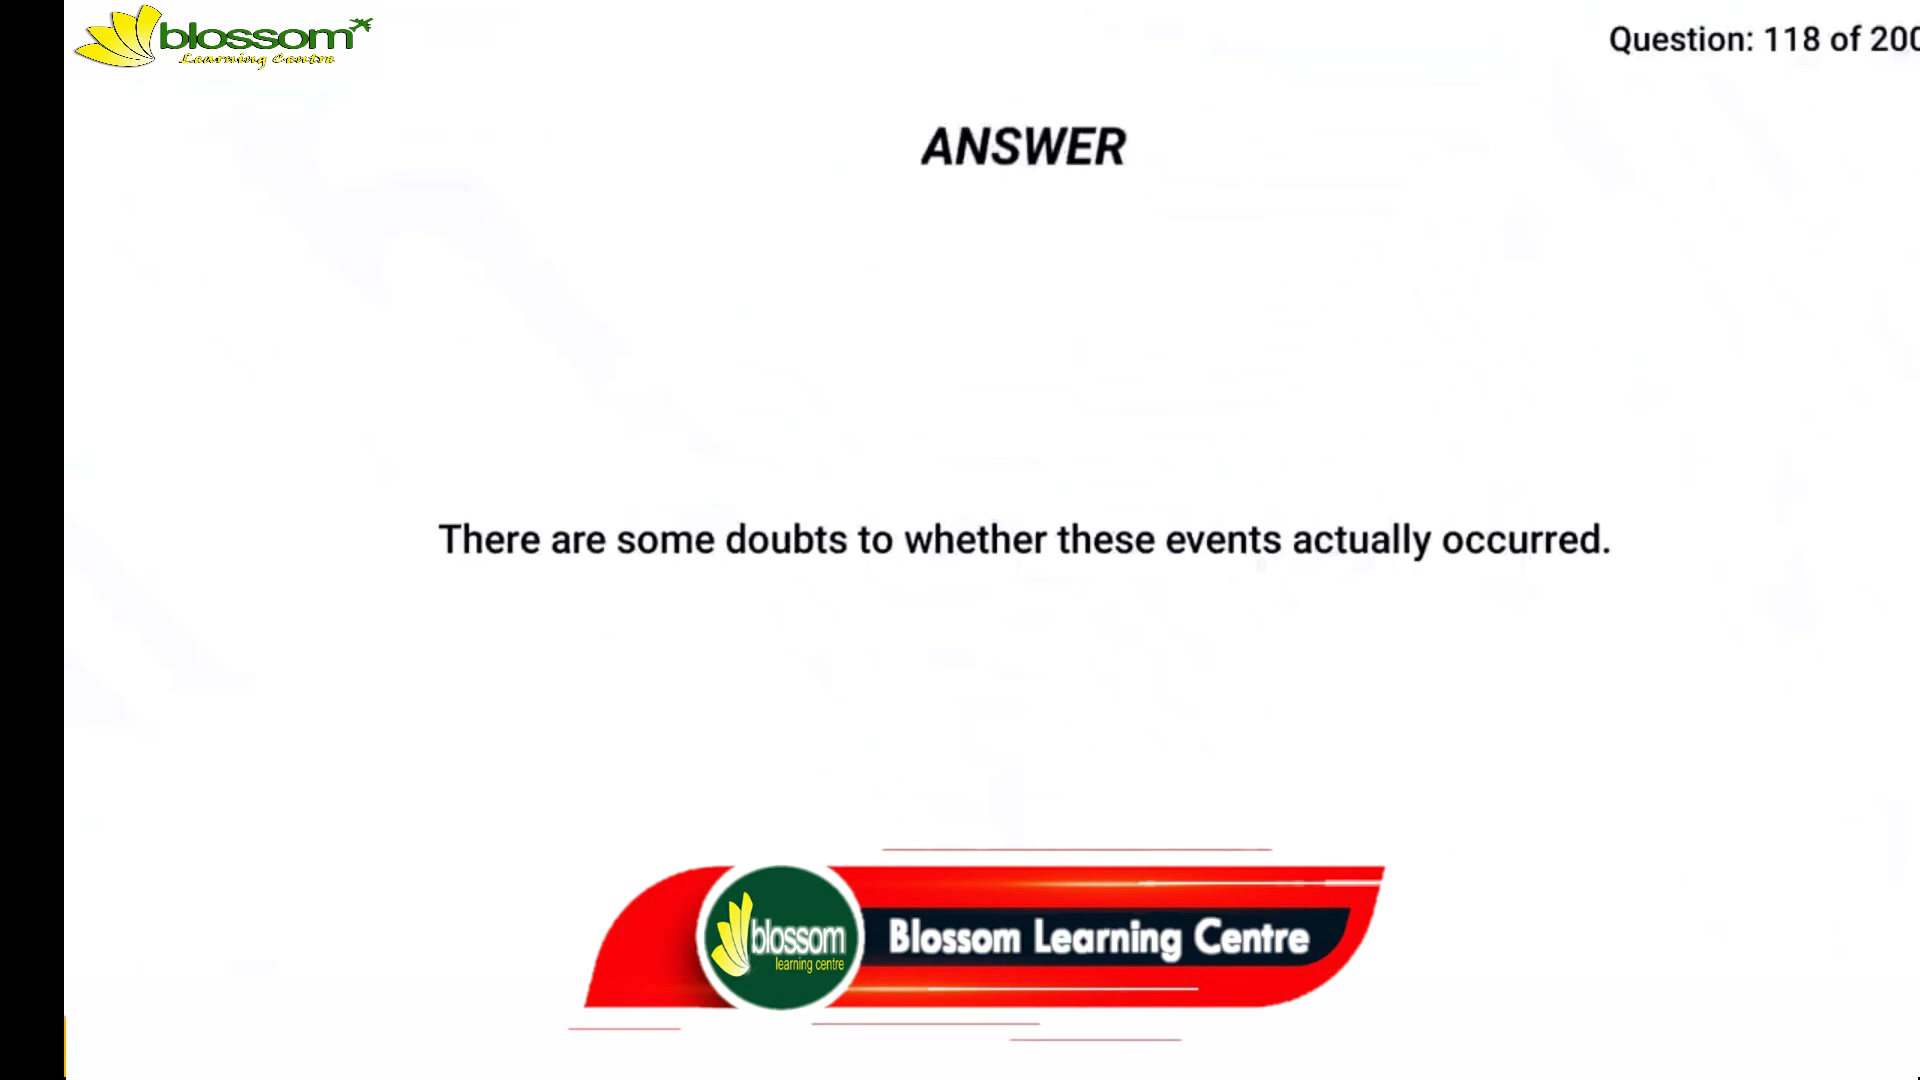 blossom
Learning Centre
Question: 118 of 200
ANSWER
There are some doubts to whether these events actually occurred.
blossom
learning centre
Blossom Learning Centre